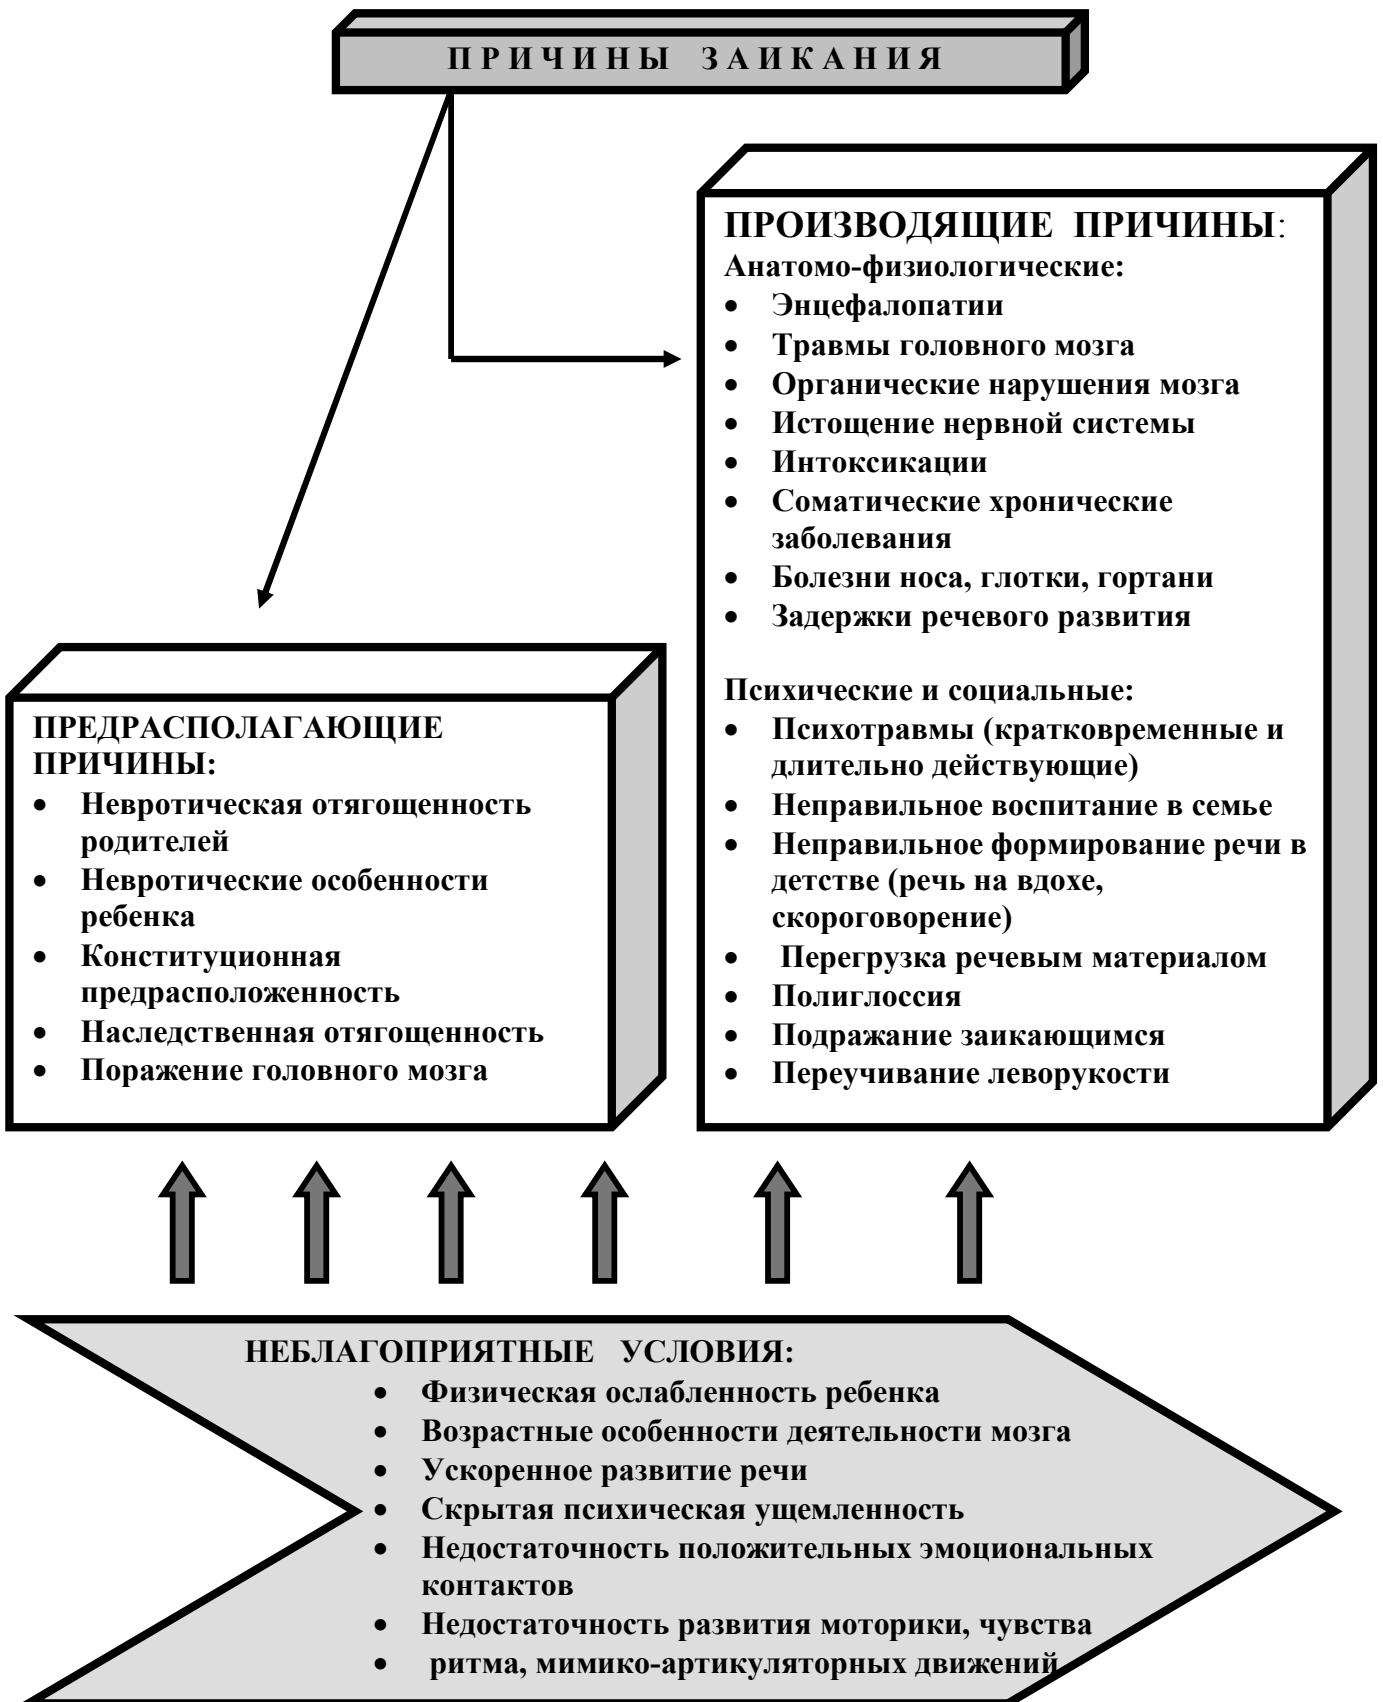 ПРИЧИНЫ ЗАИКАНИЯ
ПРОИЗВОДЯЩИЕ ПРИЧИНЫ:
Анатомо-физиологические:
• Энцефалопатии
• Травмы головного мозга
• Органические нарушения мозга
• Истощение нервной системы
• Интоксикации
• Соматические хронические
заболевания
• Болезни носа, глотки, гортани
• Задержки речевого развития
Психические и социальные:
• Психотравмы (кратковременные и
длительно действующие)
• Неправильное воспитание в семье
• Неправильное формирование речи в
детстве (речь на вдохе,
скороговорение)
• Перегрузка речевым материалом
• Полиглоссия
• Подражание заикающимся
• Переучивание леворукости
ПРЕДРАСПОЛАГАЮЩИЕ
ПРИЧИНЫ:
• Невротическая отягощенность
родителей
• Невротические особенности
ребенка
• Конституционная
предрасположенность
• Наследственная отягощенность
• Поражение головного мозга
НЕБЛАГОПРИЯТНЫЕ УСЛОВИЯ:
• Физическая ослабленность ребенка
• Возрастные особенности деятельности мозга
• Ускоренное развитие речи
• Скрытая психическая ущемленность
• Недостаточность положительных эмоциональных
контактов
• Недостаточность развития моторики, чувства
• ритма, мимико-артикуляторных движений